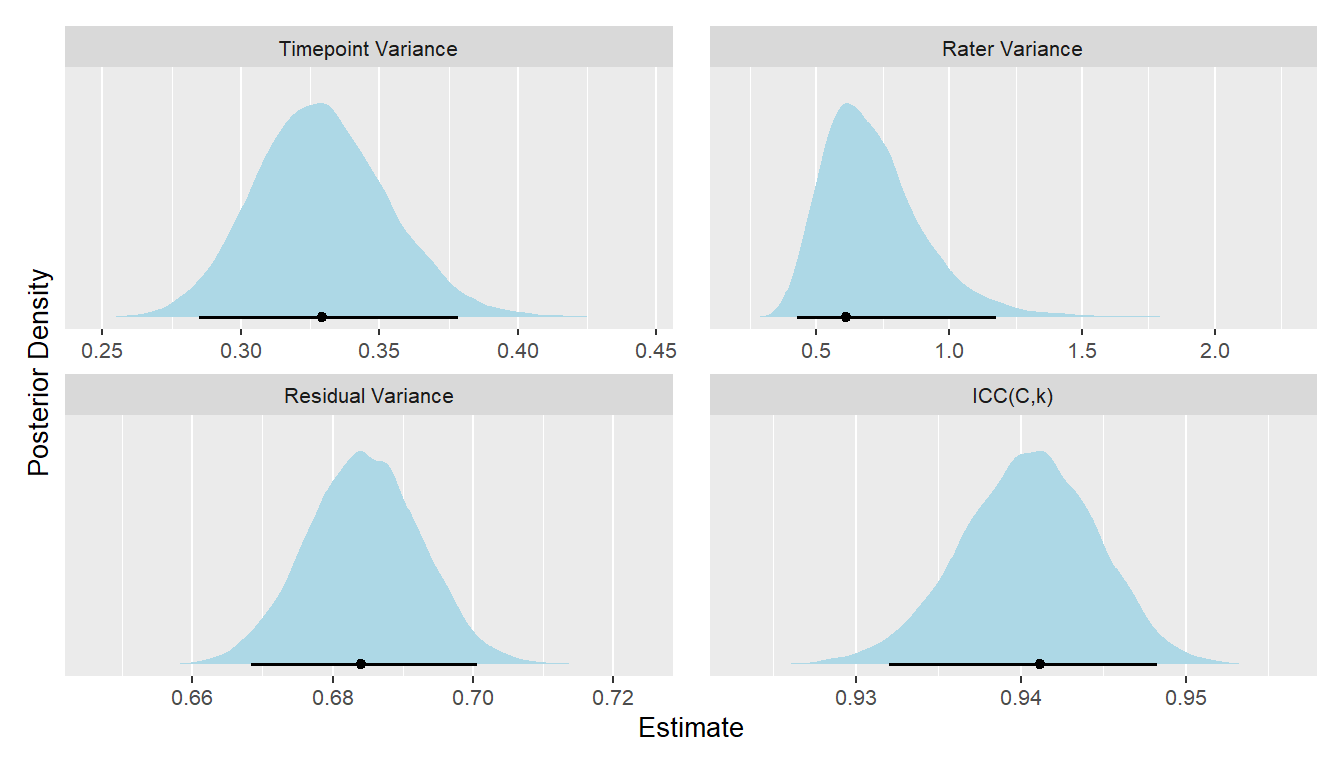 Timepoint Variance
Rater Variance
0.25 0.30 0.35 0.40 0.45
0.5 1.0 1.5 2.0
Posterior Density
Residual Variance
ICC(C,k)
0.66 0.68 0.70 0.72
0.93 0.94 0.95
Estimate